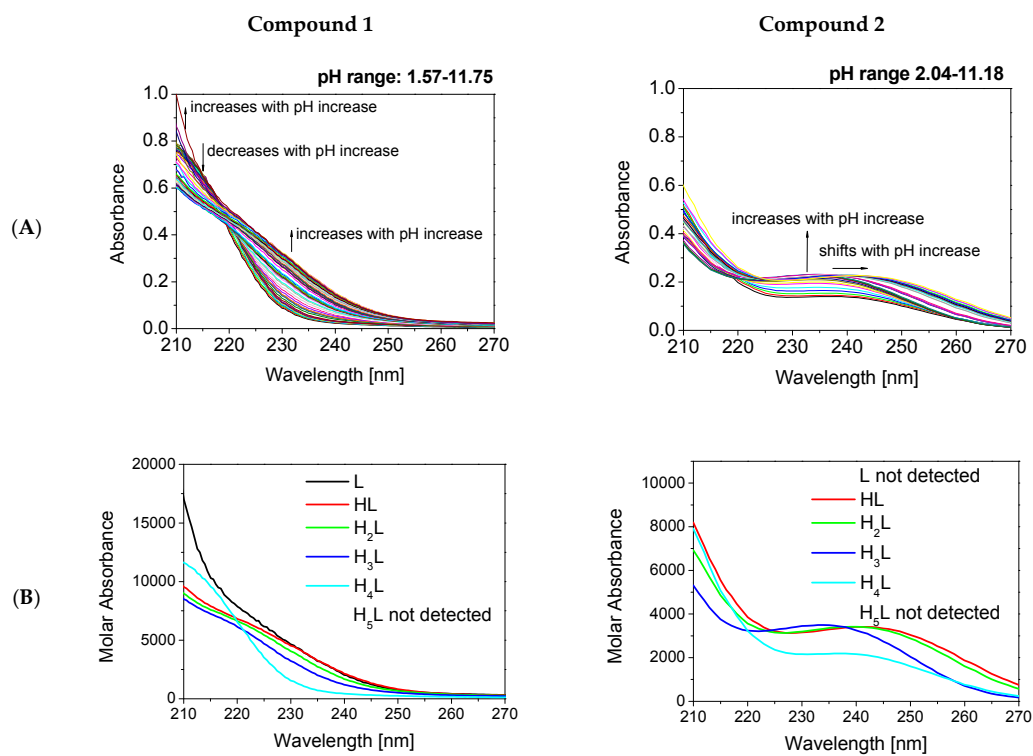 Compound 1
Compound 2
(A)
pH range: 1.57-11.75
Absorbance
1.0
0.8
0.6
0.4
0.2
0.0
increases with pH increase
decreases with pH increase
increases with pH increase
210 220 230 240 250 260 270
Wavelength [nm]
pH range 2.04-11.18
Absorbance
1.0
0.8
0.6
0.4
0.2
0.0
increases with pH increase
shifts with pH increase
210 220 230 240 250 260 270
Wavelength [nm]
(B)
Molar Absorbance
20000
17500
15000
12500
10000
7500
5000
2500
0
L
HL
H₂L
H₃L
H₄L
H₅L not detected
210 220 230 240 250 260 270
Wavelength [nm]
Molar Absorbance
10000
8000
6000
4000
2000
0
L not detected
HL
H₂L
H₃L
H₄L
H₅L not detected
210 220 230 240 250 260 270
Wavelength [nm]